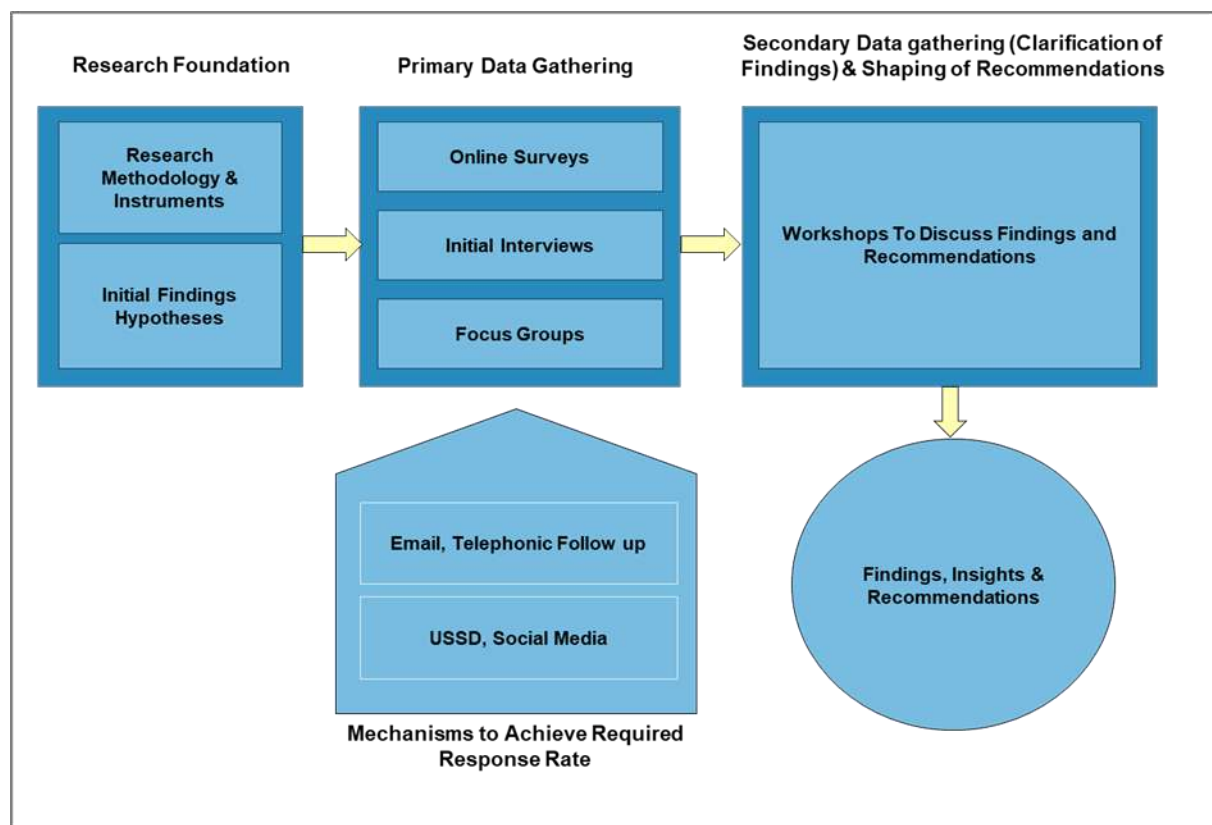 Research Foundation
Primary Data Gathering
Secondary Data gathering (Clarification of
Findings) & Shaping of Recommendations
Research
Methodology &
Instruments
Initial Findings
Hypotheses
Online Surveys
Initial Interviews
Focus Groups
Workshops To Discuss Findings and
Recommendations
Email, Telephonic Follow up
USSD, Social Media
Mechanisms to Achieve Required
Response Rate
Findings, Insights &
Recommendations